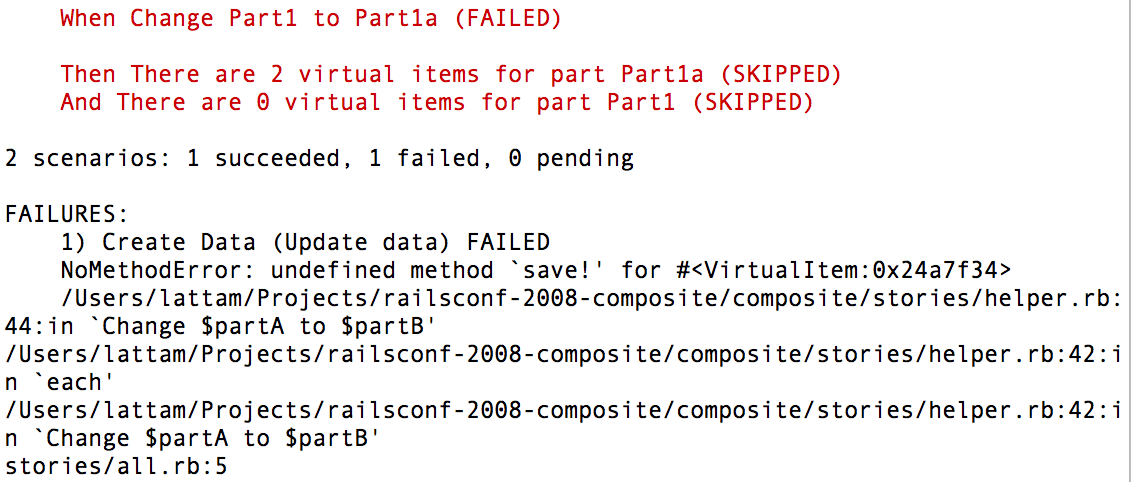 When Change Part1 to Part1a (FAILED)
Then There are 2 virtual items for part Part1a (SKIPPED)
And There are 0 virtual items for part Part1 (SKIPPED)
2 scenarios: 1 succeeded, 1 failed, 0 pending
FAILURES:
1) Create Data (Update data) FAILED
NoMethodError: undefined method `save!' for #<VirtualItem:0x24a7f34>
/Users/lattam/Projects/railsconf-2008-composite/composite/stories/helper.rb:
44:in `Change $partA to $partB'
/Users/lattam/Projects/railsconf-2008-composite/composite/stories/helper.rb:42:i
n `each'
/Users/lattam/Projects/railsconf-2008-composite/composite/stories/helper.rb:42:i
n `Change $partA to $partB'
stories/all.rb:5